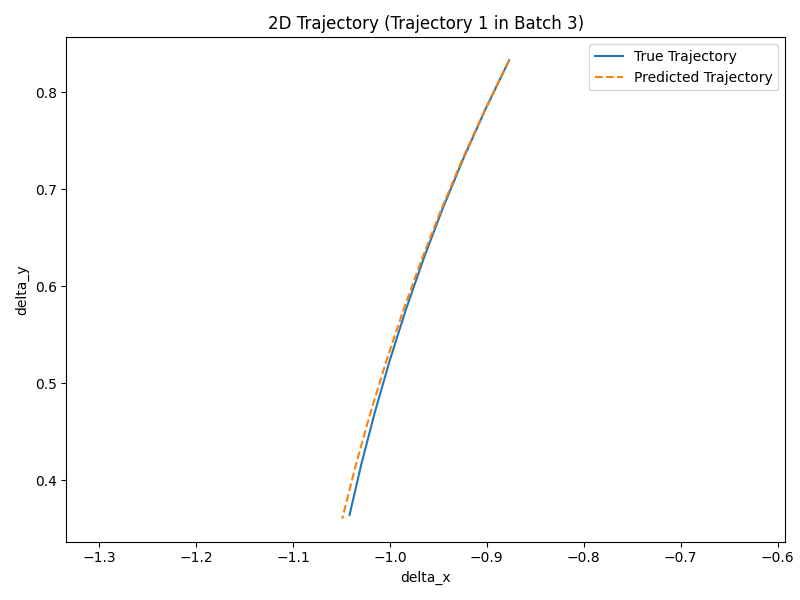 2D Trajectory (Trajectory 1 in Batch 3)
True Trajectory
Predicted Trajectory
0.8
0.7
0.6
0.5
0.4
delta_y
−1.3
−1.2
−1.1
−1.0
−0.9
−0.8
−0.7
−0.6
delta_x